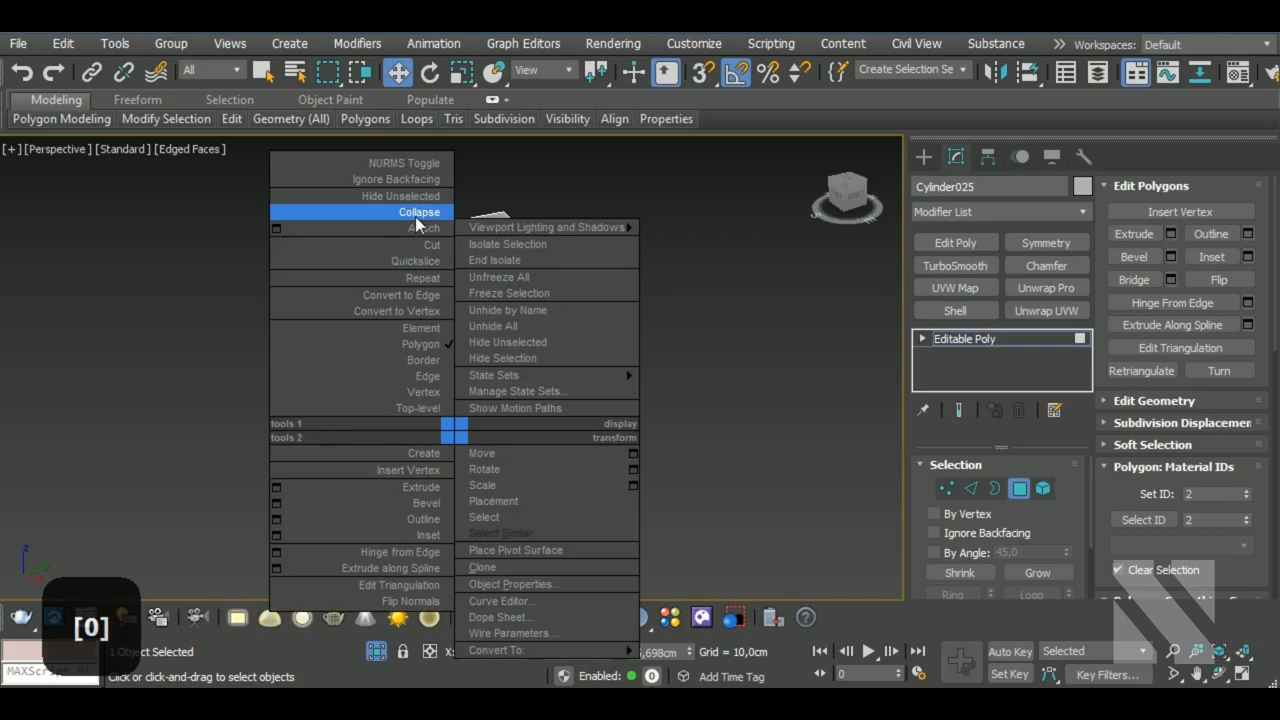 File Edit Tools Group Views Create Modifiers Animation Graph Editors Rendering Customize Scripting Content Civil View Substance Workspaces: Default
All View Create Selection Se
Modeling Freeform Selection Object Paint Populate
Polygon Modeling Modify Selection Edit Geometry (All) Polygons Loops Tris Subdivision Visibility Align Properties
[+] [Perspective] [Standard] [Edged Faces]
NURMS Toggle
Ignore Backfacing
Hide Unselected
Collapse
Cut
Quickslice
Repeat
Convert to Edge
Convert to Vertex
Element
Polygon
Border
Edge
Vertex
Top-level
tools 1
tools 2
Create
Insert Vertex
Extrude
Bevel
Outline
Inset
Hinge from Edge
Extrude along Spline
Edit Triangulation
Flip Normals
Viewport Lighting and Shadows
Isolate Selection
End Isolate
Unfreeze All
Freeze Selection
Unhide by Name
Unhide All
Hide Unselected
Hide Selection
State Sets
Manage State Sets...
Show Motion Paths
display
transform
Move
Rotate
Scale
Placement
Select
Select Similar
Place Pivot Surface
Clone
Object Properties...
Curve Editor...
Dope Sheet...
Wire Parameters...
Convert To:
Cylinder025
Modifier List
Edit Poly Symmetry
TurboSmooth Chamfer
UVW Map Unwrap Pro
Shell Unwrap UVW
Editable Poly
Selection
By Vertex
Ignore Backfacing
By Angle: 45,0
Shrink Grow
Ring Loop
Edit Polygons
Insert Vertex
Extrude Outline
Bevel Inset
Bridge Flip
Hinge From Edge
Extrude Along Spline
Edit Triangulation
Retriangulate Turn
Edit Geometry
Subdivision Displacemen
Soft Selection
Polygon: Material IDs
Set ID: 2
Select ID 2
Clear Selection
z
[0]
1 Object Selected X: 5,698cm Grid = 10,0cm
MAXScript Mi
Click or click-and-drag to select objects
Enabled: 0 Add Time Tag
0
Auto Key Selected
Set Key Key Filters...